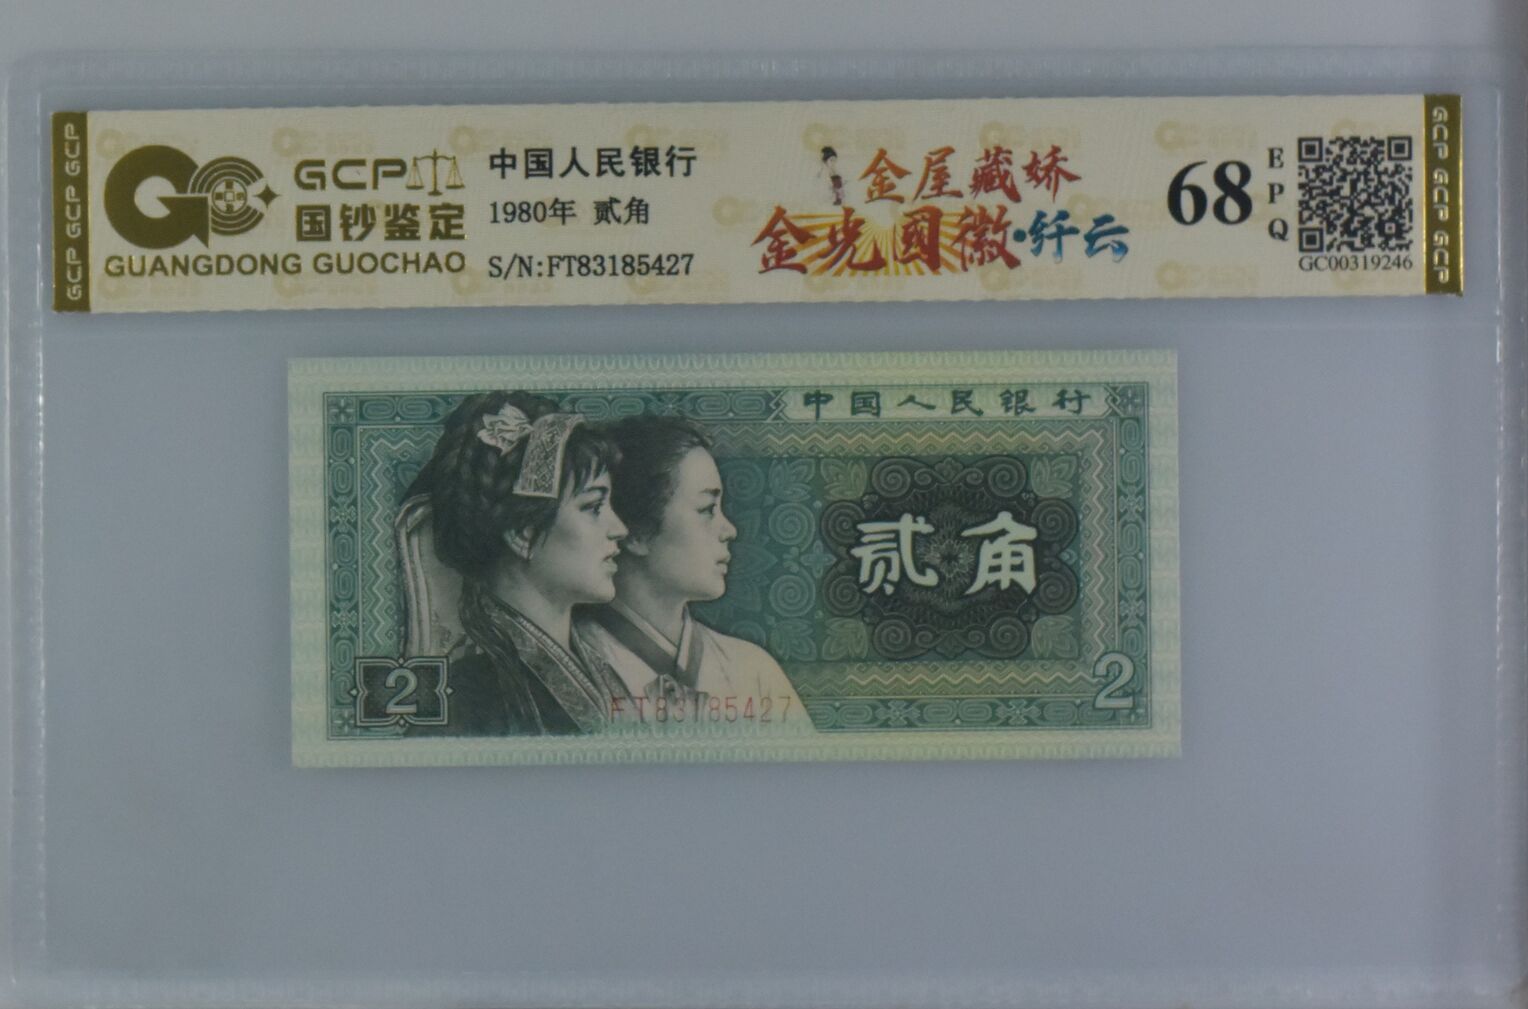 GCP GCP GCP
GCP
国钞鉴定
GUANGDONG GUOCHAO
中国人民银行
1980年 贰角
S/N:FT83185427
金屋藏娇
金光國徽·纤云
68
EPQ
GC00319246
GCP GCP GCP
中国人民银行
贰角
2
2
FT83185427